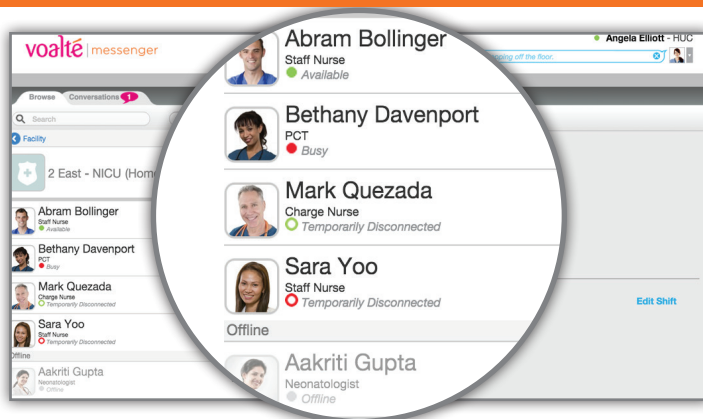 voalté | messenger
Angela Elliott - HUC
pping off the floor.
Browse
Conversations 1
Search
Facility
2 East - NICU (Hom
Abram Bollinger
Staff Nurse
Available
Bethany Davenport
PCT
Busy
Mark Quezada
Charge Nurse
Temporarily Disconnected
Sara Yoo
Staff Nurse
Temporarily Disconnected
Offline
Aakriti Gupta
Neonatologist
Offline
Abram Bollinger
Staff Nurse
Available
Bethany Davenport
PCT
Busy
Mark Quezada
Charge Nurse
Temporarily Disconnected
Sara Yoo
Staff Nurse
Temporarily Disconnected
Offline
Aakriti Gupta
Neonatologist
Offline
Edit Shift